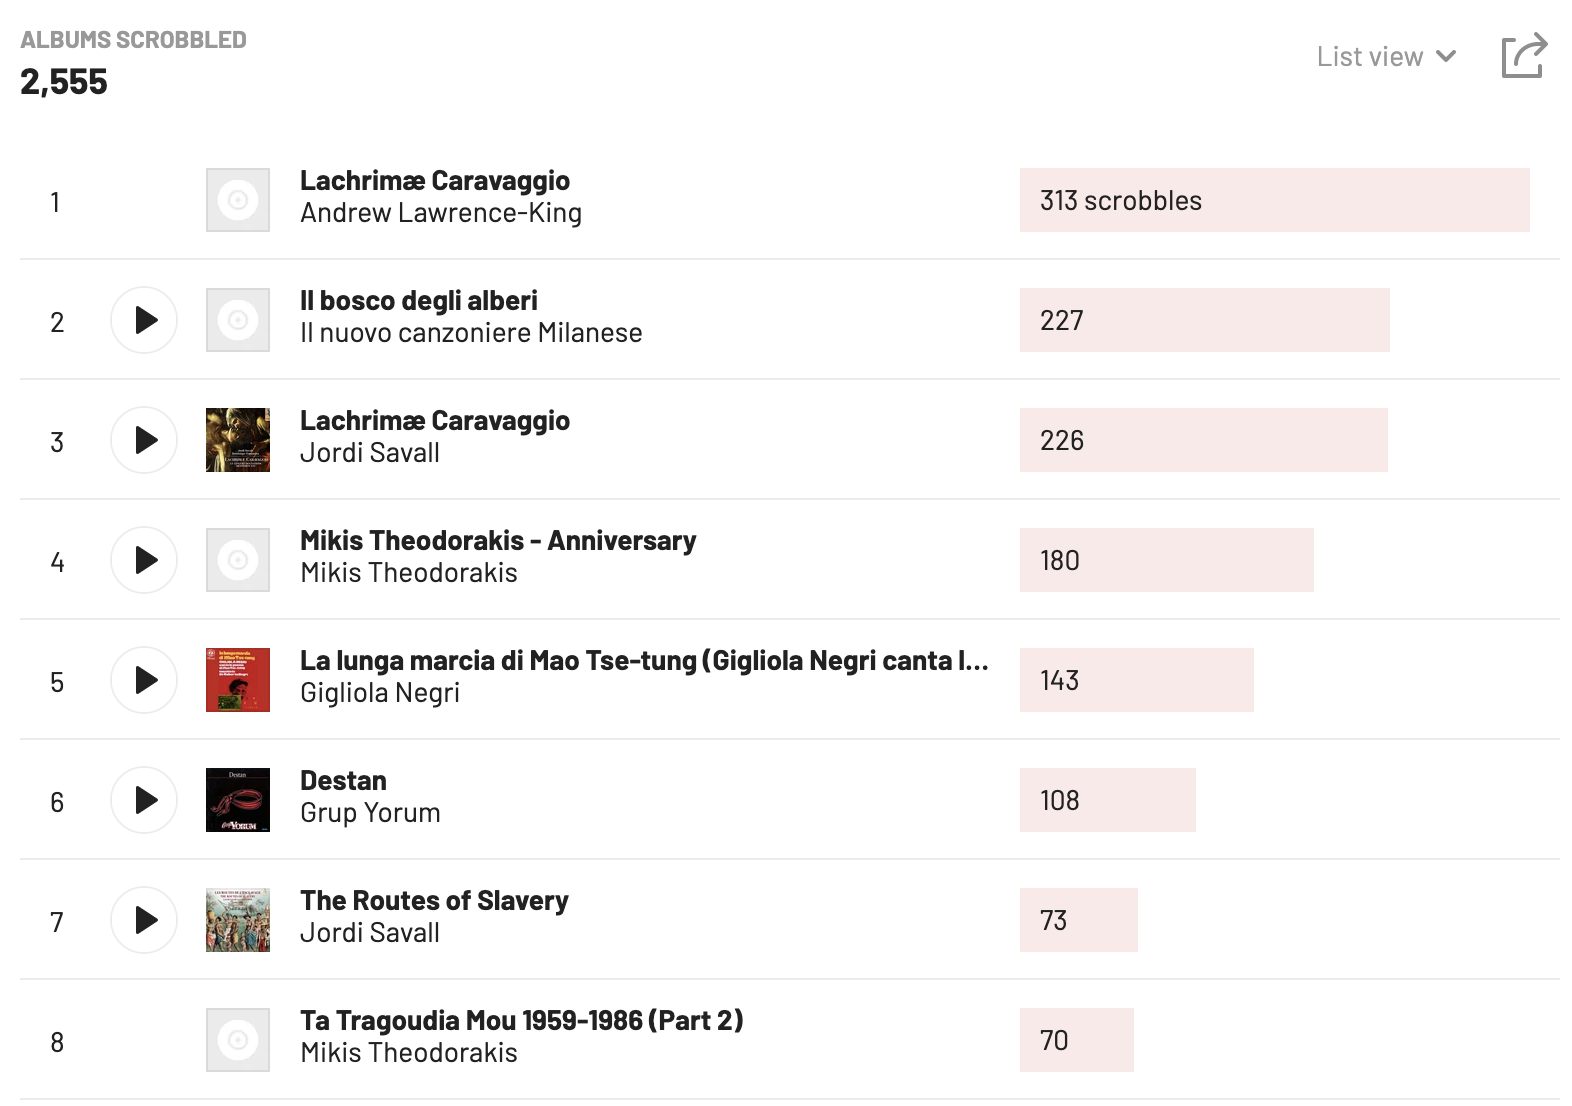 ALBUMS SCROBBLED
2,555
List view
1
Lachrimæ Caravaggio
Andrew Lawrence-King
313 scrobbles
2
Il bosco degli alberi
Il nuovo canzoniere Milanese
227
3
Lachrimæ Caravaggio
Jordi Savall
226
4
Mikis Theodorakis - Anniversary
Mikis Theodorakis
180
5
La lunga marcia di Mao Tse-tung (Gigliola Negri canta l...
Gigliola Negri
143
6
Destan
Destan
Grup Yorum
108
7
The Routes of Slavery
Jordi Savall
73
8
Ta Tragoudia Mou 1959-1986 (Part 2)
Mikis Theodorakis
70